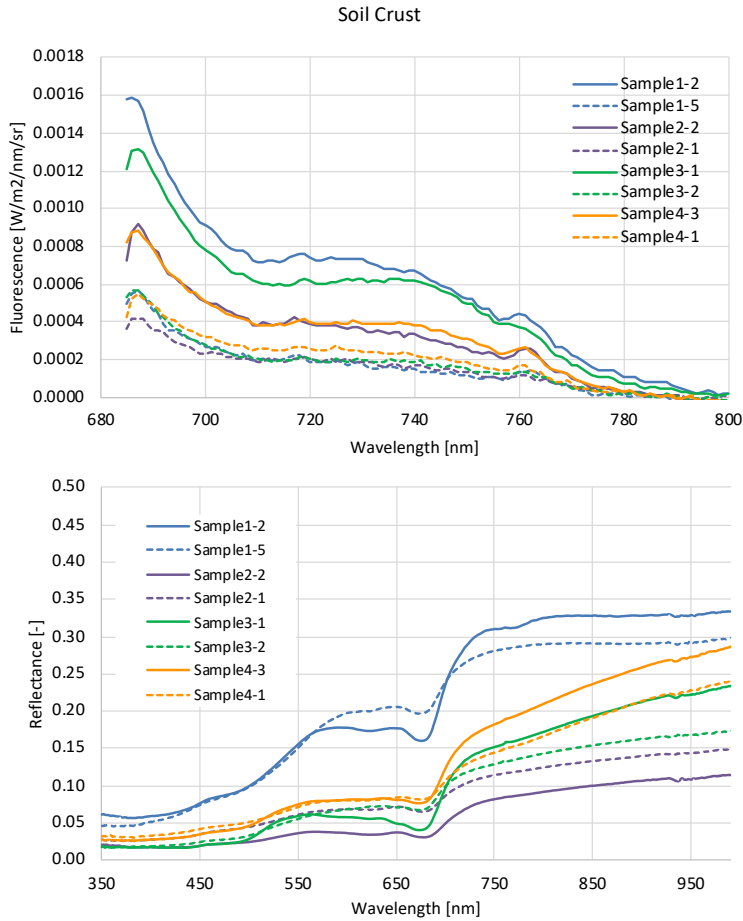 Soil Crust
Fluorescence [W/m2/nm/sr]
0.0018
0.0016
0.0014
0.0012
0.0010
0.0008
0.0006
0.0004
0.0002
0.0000
Sample1-2
Sample1-5
Sample2-2
Sample2-1
Sample3-1
Sample3-2
Sample4-3
Sample4-1
680 700 720 740 760 780 800
Wavelength [nm]
Reflectance [-]
0.50
0.45
0.40
0.35
0.30
0.25
0.20
0.15
0.10
0.05
0.00
Sample1-2
Sample1-5
Sample2-2
Sample2-1
Sample3-1
Sample3-2
Sample4-3
Sample4-1
350 450 550 650 750 850 950
Wavelength [nm]